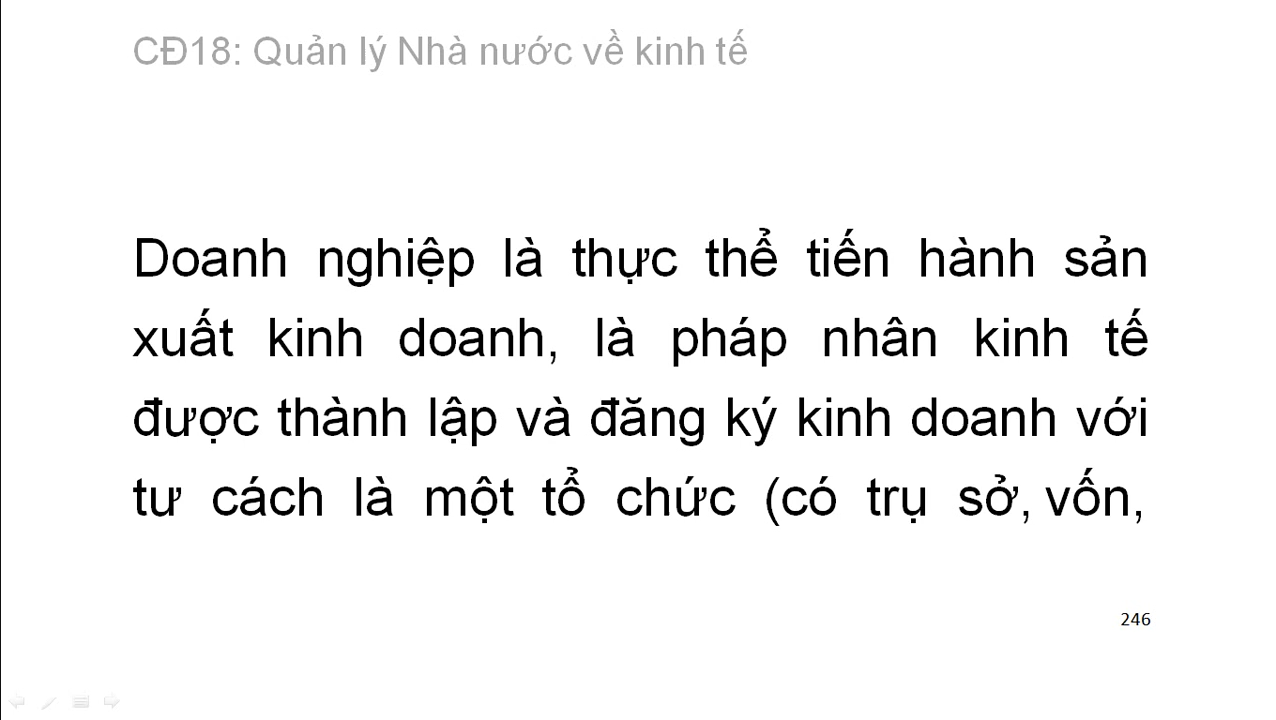 CĐ18: Quản lý Nhà nước về kinh tế
Doanh nghiệp là thực thể tiến hành sản
xuất kinh doanh, là pháp nhân kinh tế
được thành lập và đăng ký kinh doanh với
tư cách là một tổ chức (có trụ sở, vốn,
246